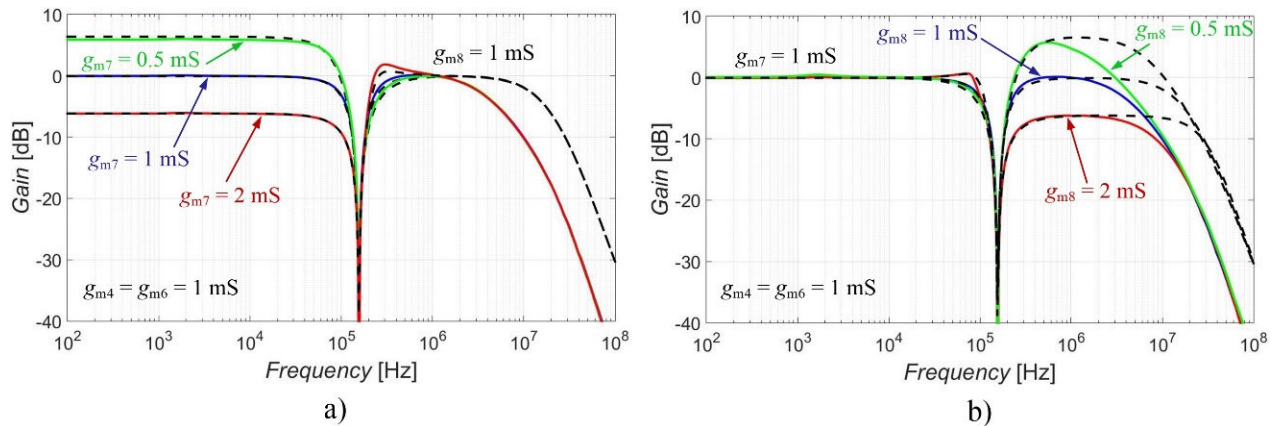 10
0
-10
-20
-30
-40
Gain [dB]
gm7 = 0.5 mS
gm7 = 1 mS
gm7 = 2 mS
gm8 = 1 mS
gm4 = gm6 = 1 mS
10^2 10^3 10^4 10^5 10^6 10^7 10^8
Frequency [Hz]
a)
10
0
-10
-20
-30
-40
Gain [dB]
gm7 = 1 mS
gm8 = 1 mS
gm8 = 0.5 mS
gm8 = 2 mS
gm4 = gm6 = 1 mS
10^2 10^3 10^4 10^5 10^6 10^7 10^8
Frequency [Hz]
b)